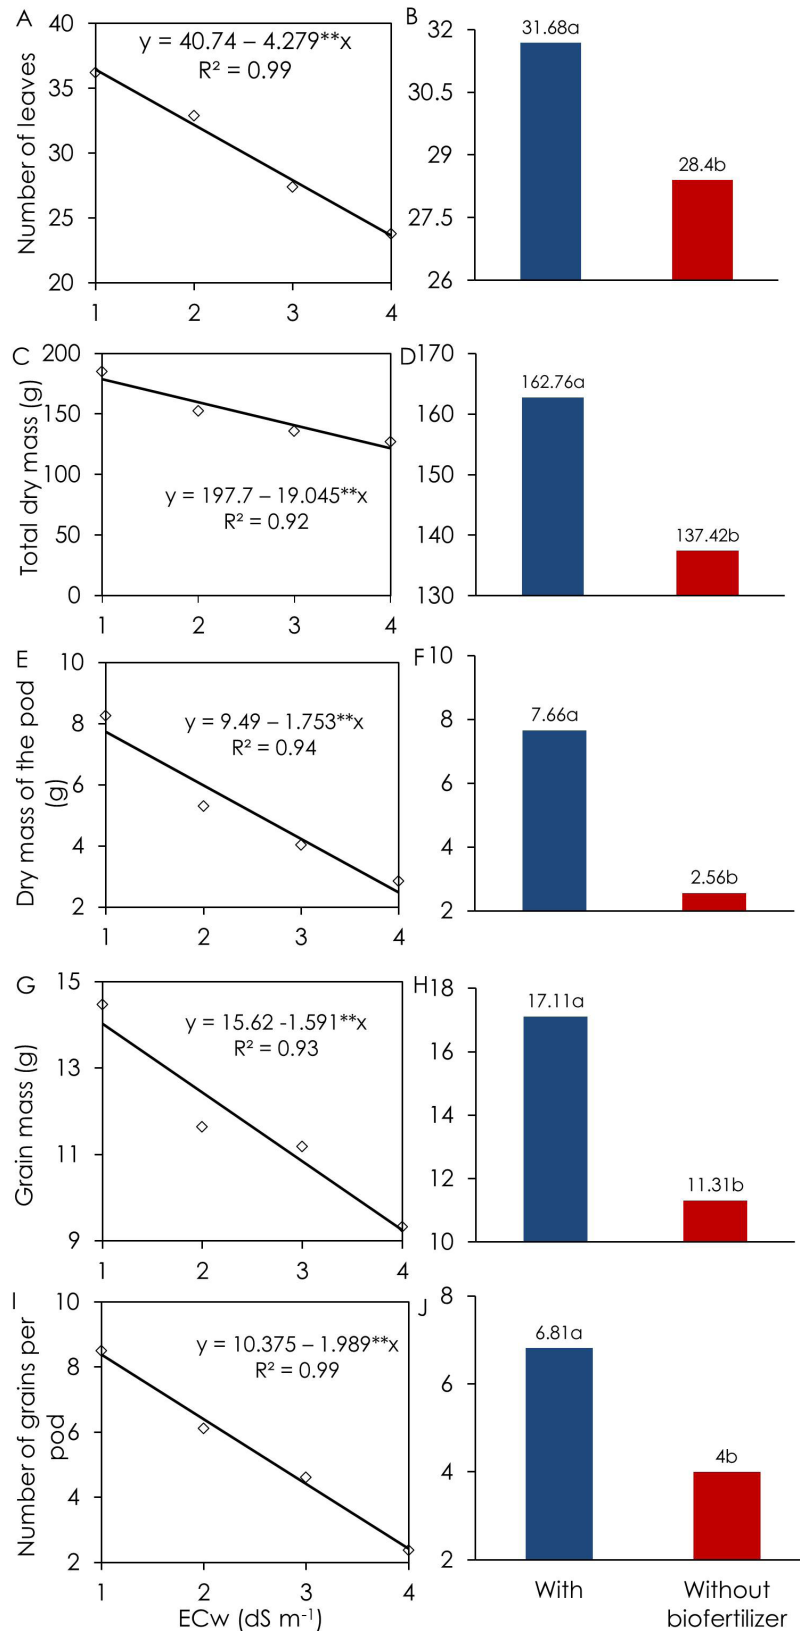 A
Number of leaves
40
35
30
25
20
y = 40.74 – 4.279**x
R² = 0.99
1 2 3 4
B
32
30.5
29
27.5
26
31.68a
28.4b
C
Total dry mass (g)
200
150
100
50
0
y = 197.7 – 19.045**x
R² = 0.92
1 2 3 4
D
170
160
150
140
130
162.76a
137.42b
E
Dry mass of the pod
(g)
10
8
6
4
2
y = 9.49 – 1.753**x
R² = 0.94
1 2 3 4
F
10
8
6
4
2
7.66a
2.56b
G
Grain mass (g)
15
13
11
9
y = 15.62 -1.591**x
R² = 0.93
1 2 3 4
H
18
16
14
12
10
17.11a
11.31b
I
Number of grains per
pod
10
8
6
4
2
y = 10.375 – 1.989**x
R² = 0.99
1 2 3 4
ECw (dS m⁻¹)
J
8
6
4
2
6.81a
4b
With
Without
biofertilizer